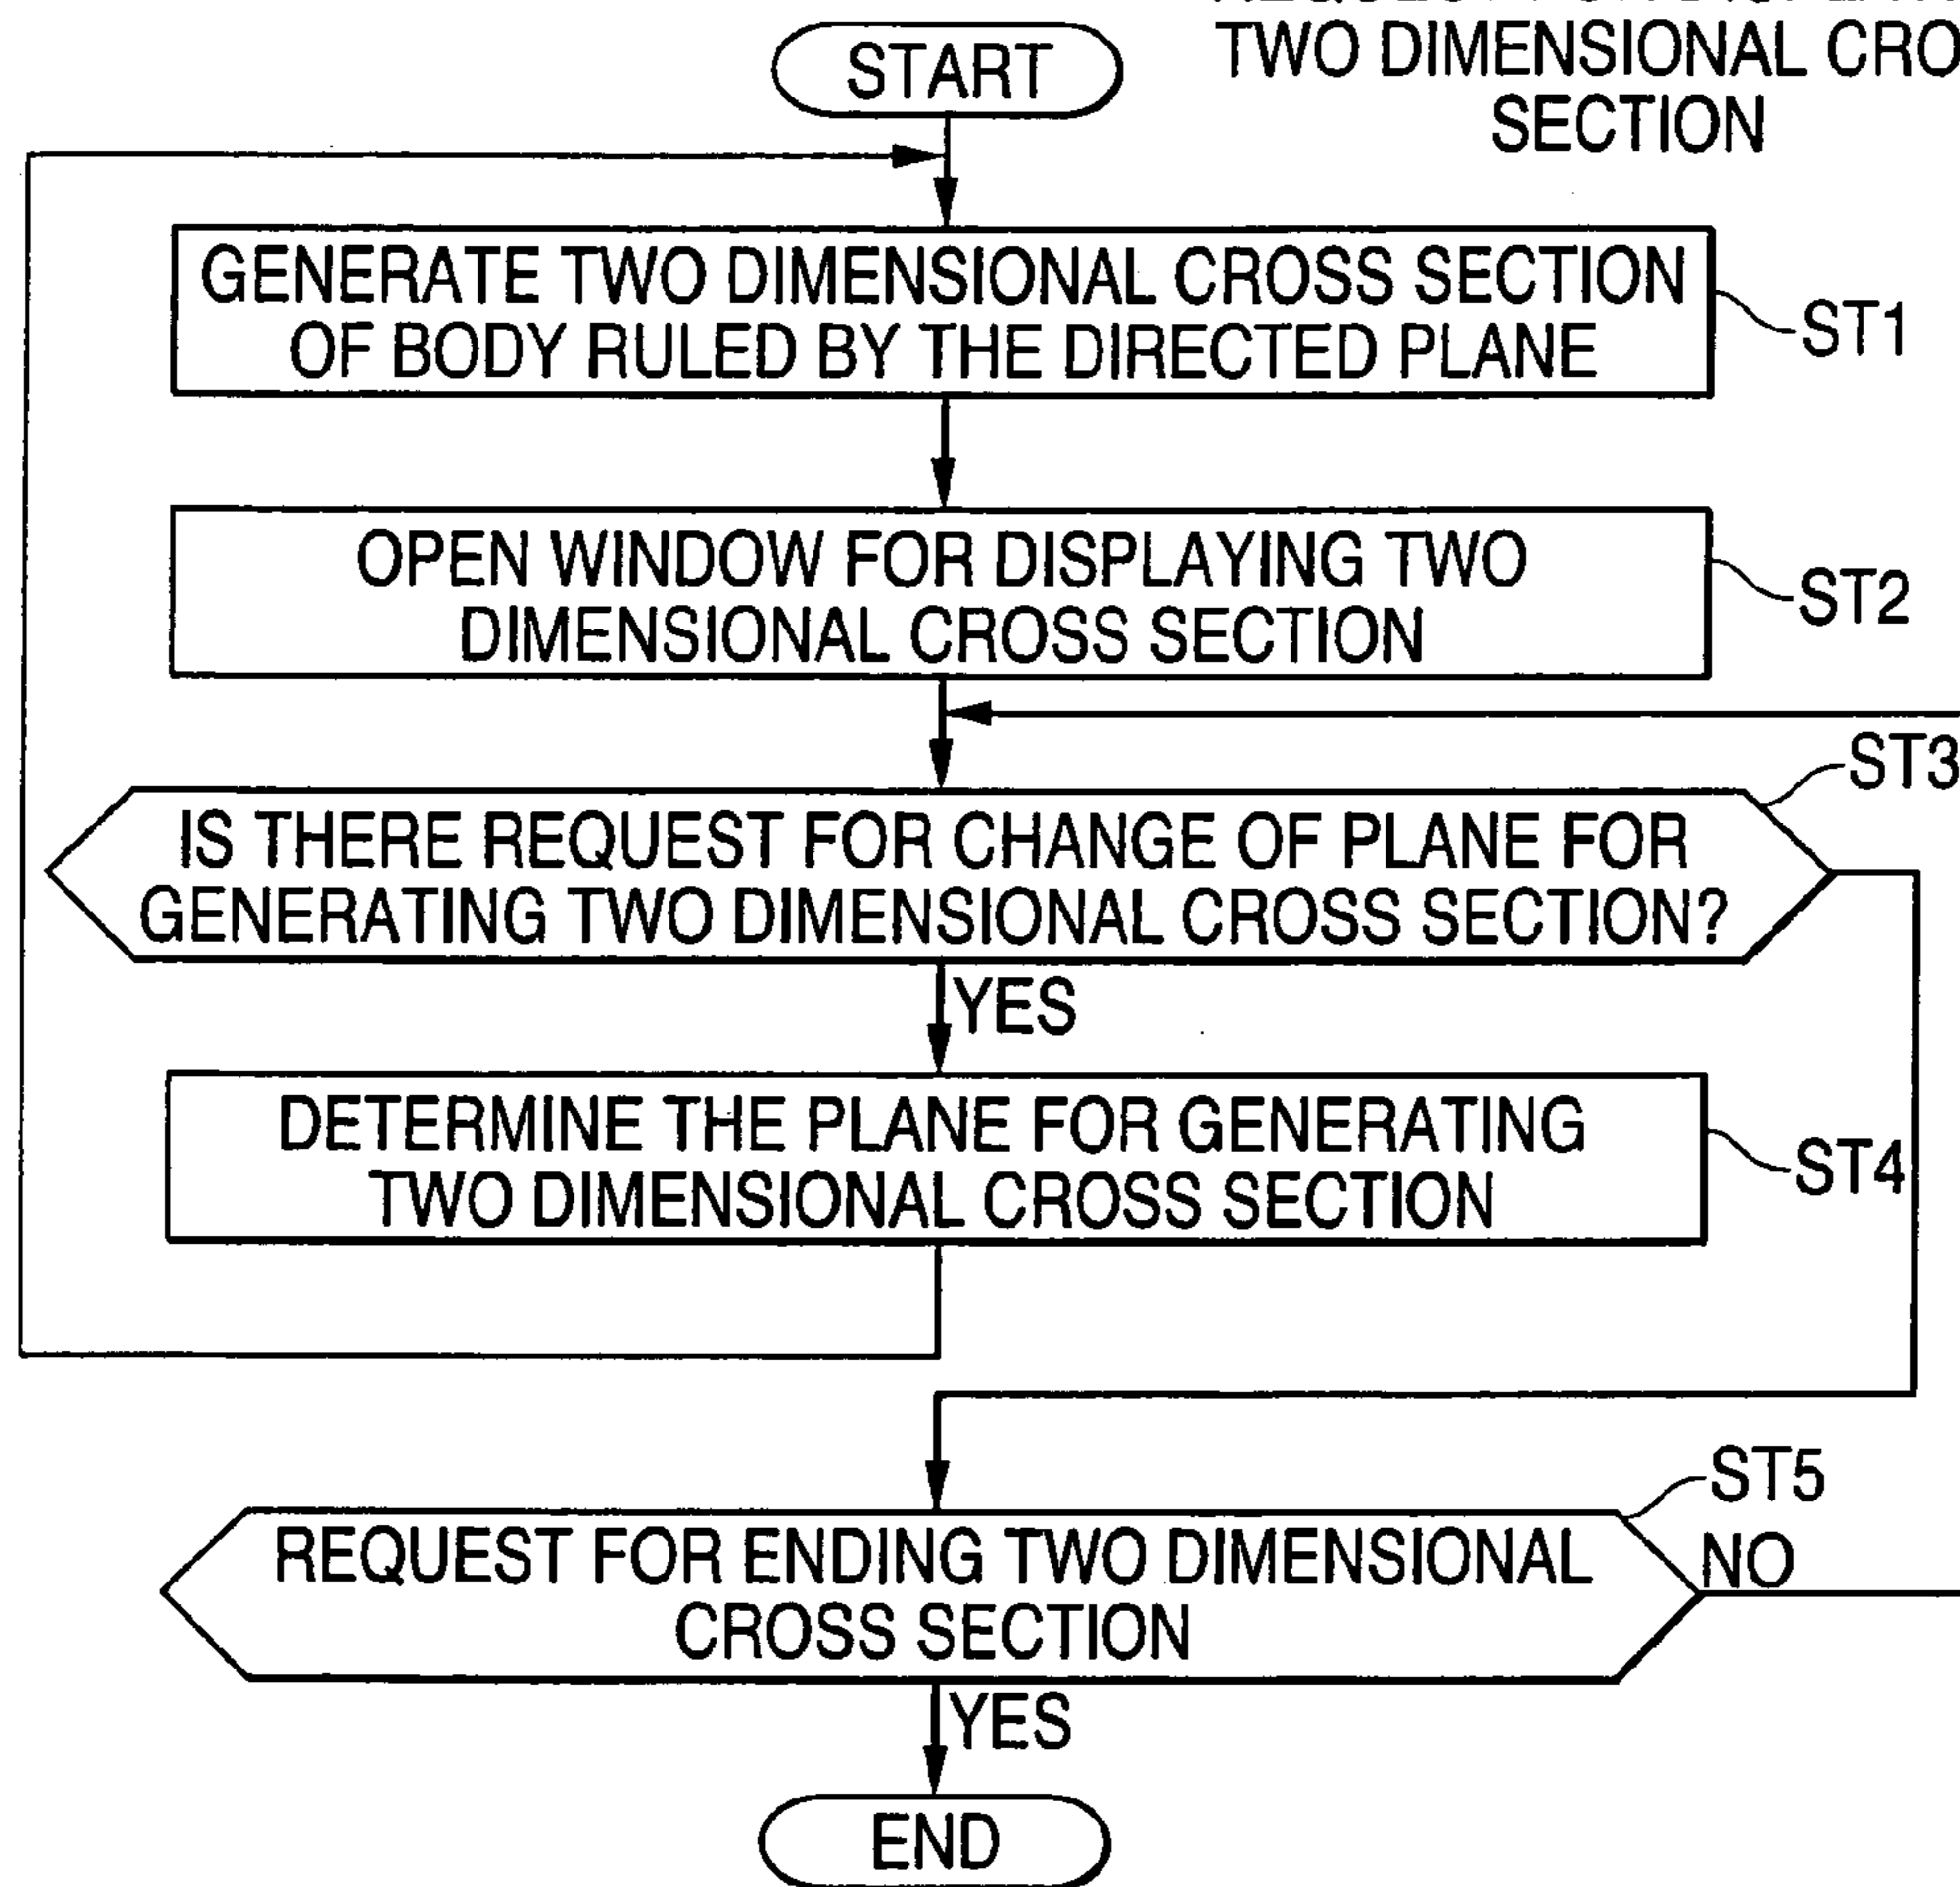 START
TWO DIMENSIONAL
SECTION
GENERATE TWO DIMENSIONAL CROSS SECTION
OF BODY RULED BY THE DIRECTED PLANE
ST1
OPEN WINDOW FOR DISPLAYING TWO
DIMENSIONAL CROSS SECTION
ST2
ST3
IS THERE REQUEST FOR CHANGE OF PLANE FOR
GENERATING TWO DIMENSIONAL CROSS SECTION?
YES
DETERMINE THE PLANE FOR GENERATING
TWO DIMENSIONAL CROSS SECTION
ST4
ST5
REQUEST FOR ENDING TWO DIMENSIONAL
CROSS SECTION
NO
YES
END